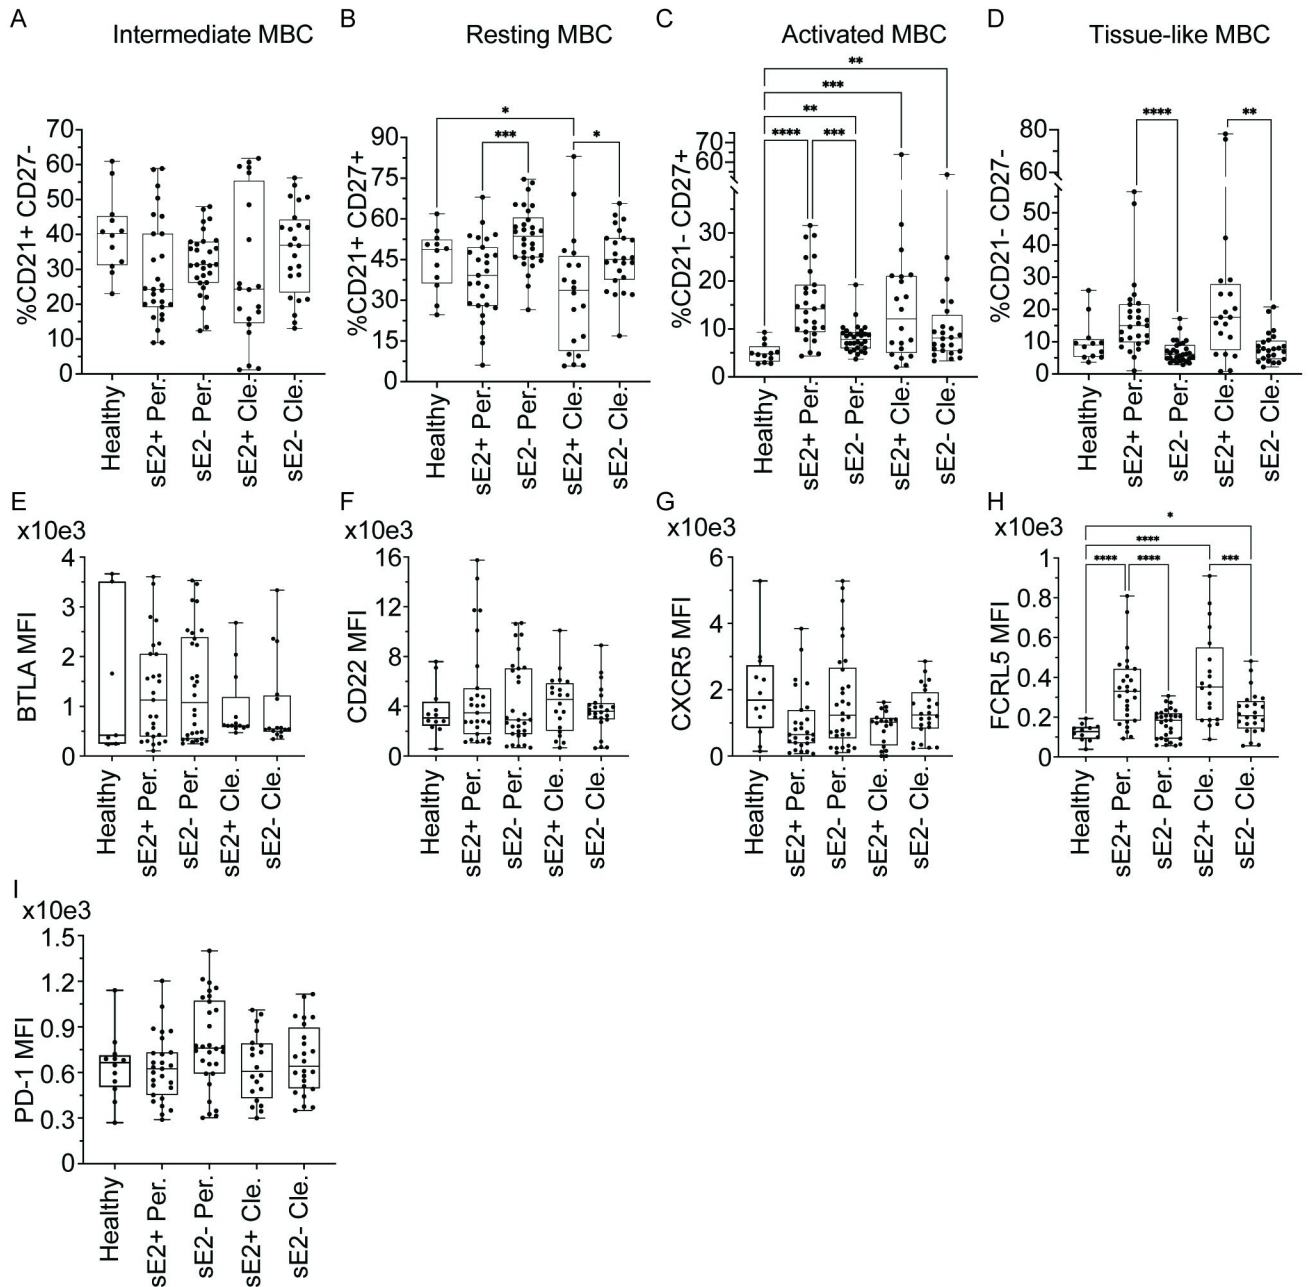 A
Intermediate MBC
%CD21+ CD27-
70
60
50
40
30
20
10
0
Healthy
sE2+ Per.
sE2- Per.
sE2+ Cle.
sE2- Cle.
B
Resting MBC
%CD21+ CD27+
90
75
60
45
30
15
0
*
***
*
Healthy
sE2+ Per.
sE2- Per.
sE2+ Cle.
sE2- Cle.
C
Activated MBC
%CD21- CD27+
70
60
30
20
10
0
**
***
**
****
***
Healthy
sE2+ Per.
sE2- Per.
sE2+ Cle.
sE2- Cle.
D
Tissue-like MBC
%CD21- CD27-
80
60
50
40
30
20
10
0
****
**
Healthy
sE2+ Per.
sE2- Per.
sE2+ Cle.
sE2- Cle.
E
x10e3
BTLA MFI
4
3
2
1
0
Healthy
sE2+ Per.
sE2- Per.
sE2+ Cle.
sE2- Cle.
F
x10e3
CD22 MFI
16
12
8
4
0
Healthy
sE2+ Per.
sE2- Per.
sE2+ Cle.
sE2- Cle.
G
x10e3
CXCR5 MFI
6
4
2
0
Healthy
sE2+ Per.
sE2- Per.
sE2+ Cle.
sE2- Cle.
H
x10e3
FCRL5 MFI
1
0.8
0.6
0.4
0.2
0
*
****
****
****
***
Healthy
sE2+ Per.
sE2- Per.
sE2+ Cle.
sE2- Cle.
I
x10e3
PD-1 MFI
1.5
1.2
0.9
0.6
0.3
0
Healthy
sE2+ Per.
sE2- Per.
sE2+ Cle.
sE2- Cle.